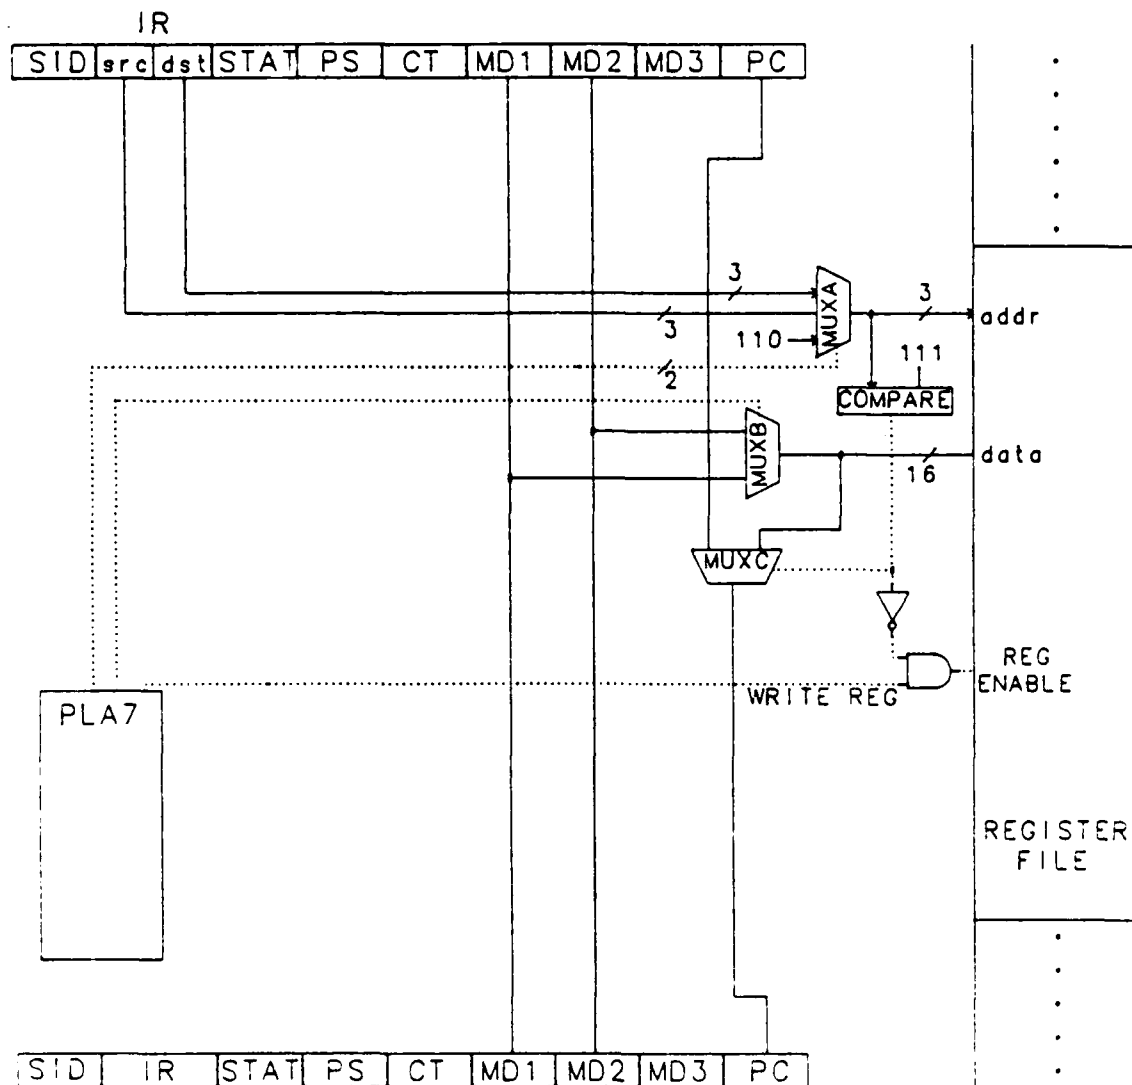 IR
SID src dst STAT PS CT MD1 MD2 MD3 PC
3
MUXA
3
addr
3
110
111
2
COMPARE
MUXB
data
16
MUXC
REG
ENABLE
WRITE REG
PLA7
REGISTER
FILE
SID IR STAT PS CT MD1 MD2 MD3 PC